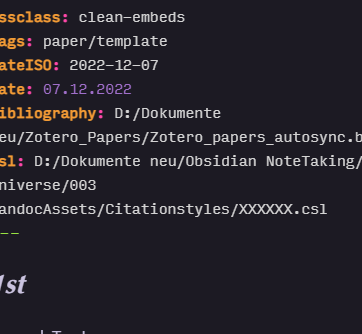 ssclass: clean-embeds
ags: paper/template
ateISO: 2022-12-07
ate: 07.12.2022
ibliography: D:/Dokumente
eu/Zotero_Papers/Zotero_papers_autosync.b
sl: D:/Dokumente neu/Obsidian NoteTaking/
niverse/003
andocAssets/Citationstyles/XXXXXX.csl
--
1st